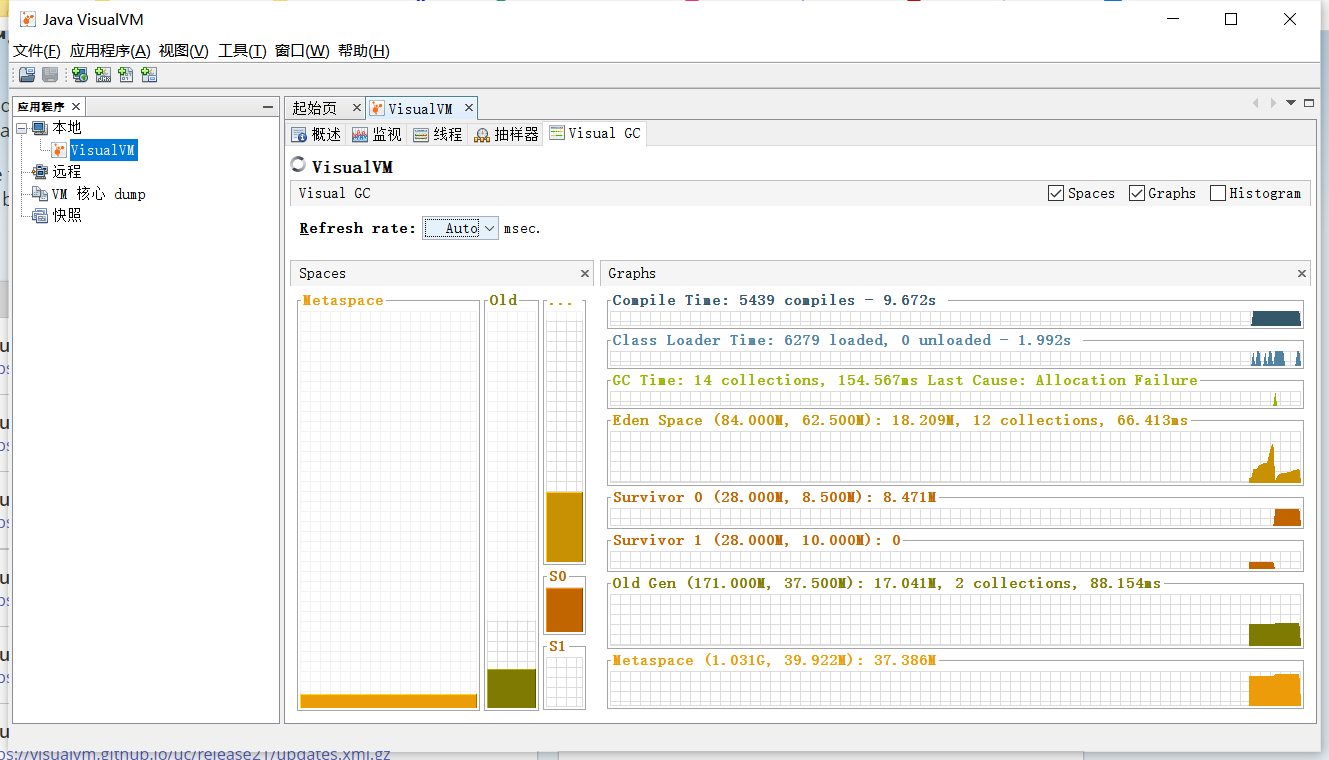 Java VisualVM
文件(F) 应用程序(A) 视图(V) 工具(T) 窗口(W) 帮助(H)
应用程序
本地
VisualVM
远程
VM 核心 dump
快照
起始页 VisualVM
概述 监视 线程 抽样器 Visual GC
VisualVM
Visual GC Spaces Graphs Histogram
Refresh rate: Auto msec.
Spaces
Metaspace Old ...
S0
S1
Graphs
Compile Time: 5439 compiles - 9.672s
Class Loader Time: 6279 loaded, 0 unloaded - 1.992s
GC Time: 14 collections, 154.567ms Last Cause: Allocation Failure
Eden Space (84.000M, 62.500M): 18.209M, 12 collections, 66.413ms
Survivor 0 (28.000M, 8.500M): 8.471M
Survivor 1 (28.000M, 10.000M): 0
Old Gen (171.000M, 37.500M): 17.041M, 2 collections, 88.154ms
Metaspace (1.031G, 39.922M): 37.386M
ps://visualvm.github.io/uc/release21/updates.xml.gz